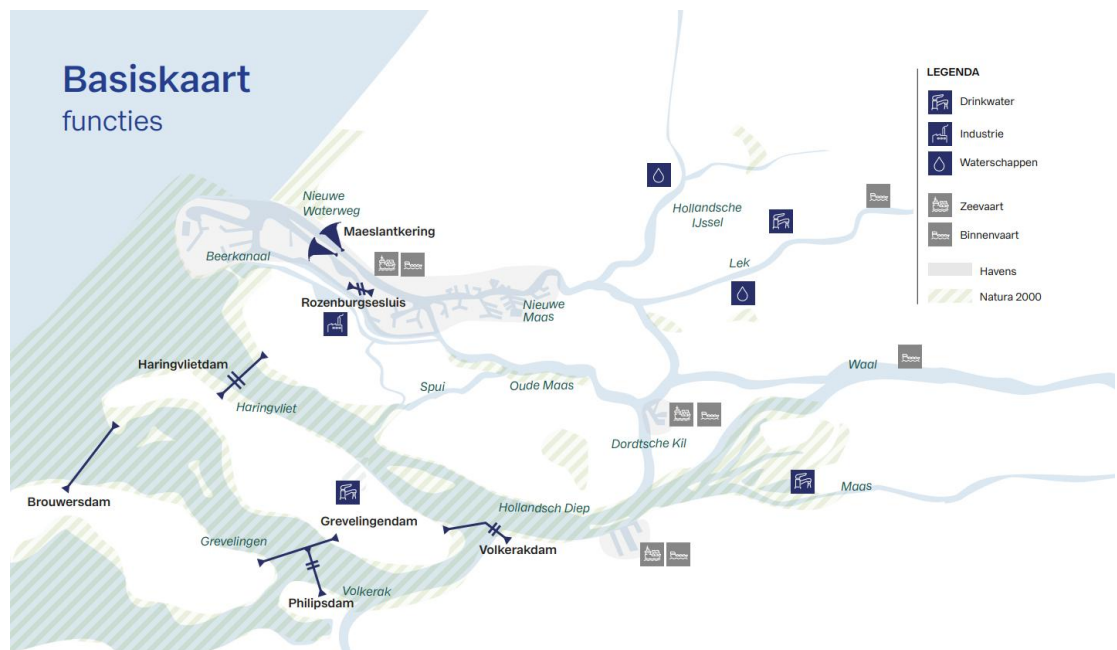 Basiskaart
functies
LEGENDA
Drinkwater
Industrie
Waterschappen
Zeevaart
Binnenvaart
Havens
Natura 2000
Nieuwe
Waterweg
Maeslantkering
Beerkanaal
Rozenburgsesluis
Hollandsche
IJssel
Lek
Nieuwe
Maas
Haringvlietdam
Haringvliet
Spui
Oude Maas
Waal
Dordtsche Kil
Brouwersdam
Maas
Hollandsch Diep
Grevelingendam
Grevelingen
Volkerakdam
Volkerak
Philipsdam